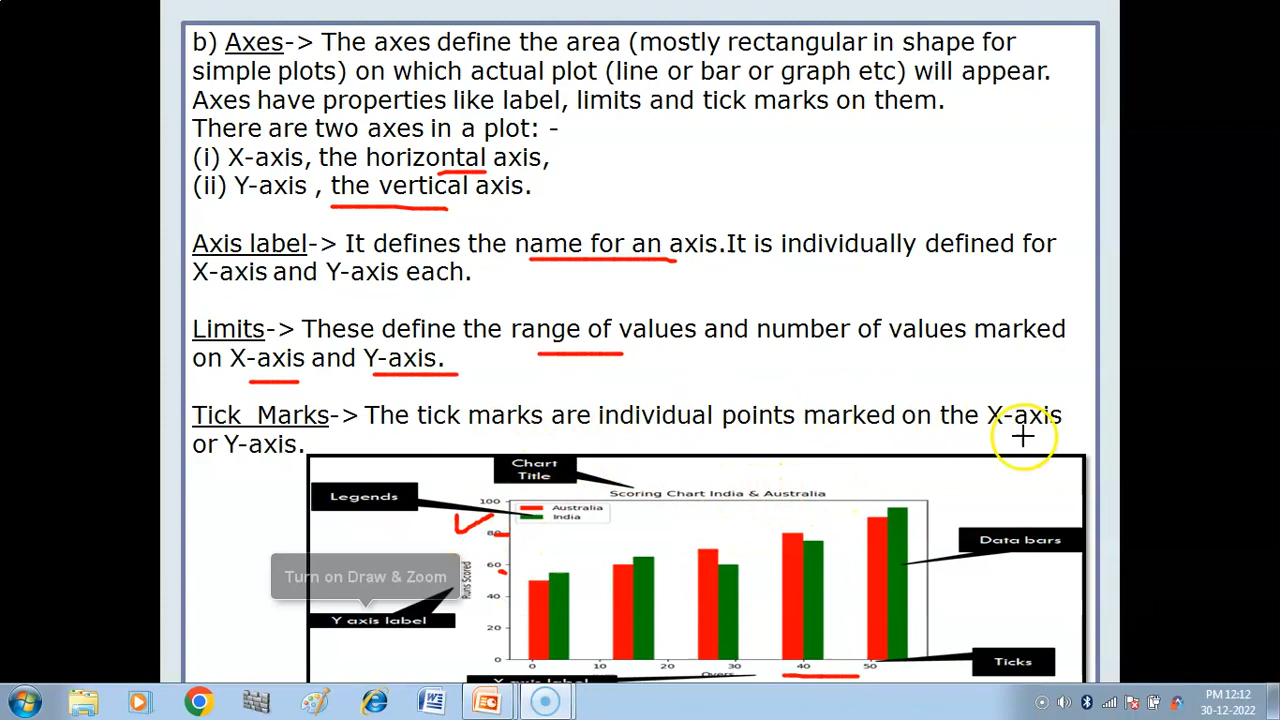 b) Axes-> The axes define the area (mostly rectangular in shape for
simple plots) on which actual plot (line or bar or graph etc) will appear.
Axes have properties like label, limits and tick marks on them.
There are two axes in a plot: -
(i) X-axis, the horizontal axis,
(ii) Y-axis , the vertical axis.
Axis label-> It defines the name for an axis.It is individually defined for
X-axis and Y-axis each.
Limits-> These define the range of values and number of values marked
on X-axis and Y-axis.
Tick Marks-> The tick marks are individual points marked on the X-axis
or Y-axis.
Chart
Title
Scoring Chart India & Australia
Legends
Australia
India
100
80
60
40
20
0
Runs Scored
Data bars
Turn on Draw & Zoom
Y axis label
Ticks
0 10 20 30 40 50
Overs
X axis label
PM 12:12
30-12-2022